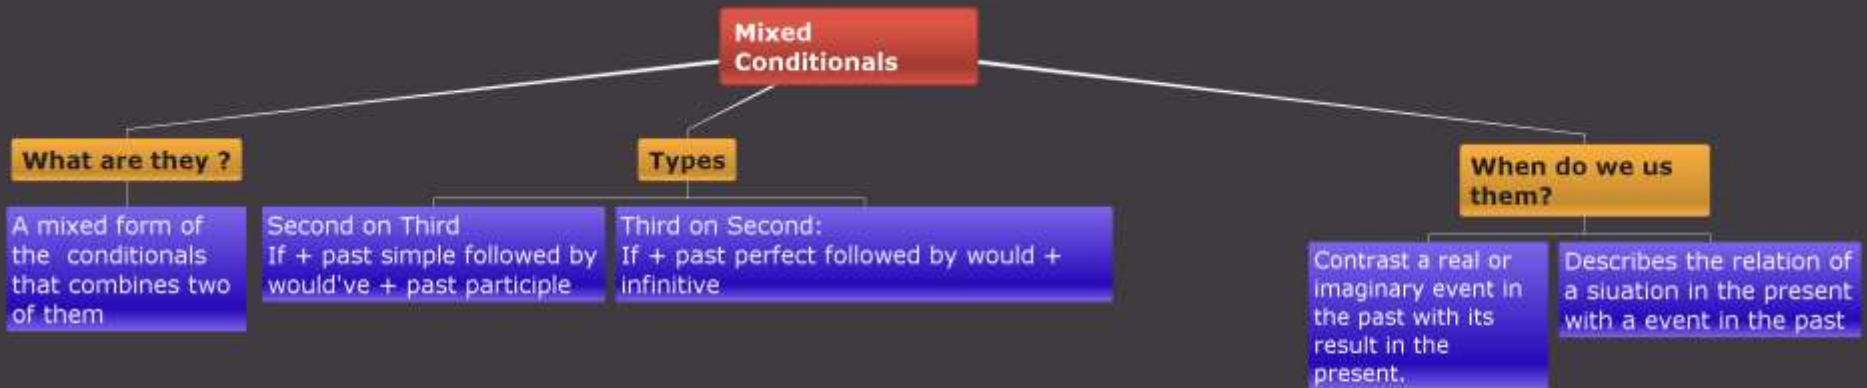 Mixed
Conditionals
What are they ?
A mixed form of
the conditionals
that combines two
of them
Types
Second on Third
If + past simple followed by
would've + past participle
Third on Second:
If + past perfect followed by would +
infinitive
When do we us
them?
Contrast a real or
imaginary event in
the past with its
result in the
present.
Describes the relation of
a siuation in the present
with a event in the past